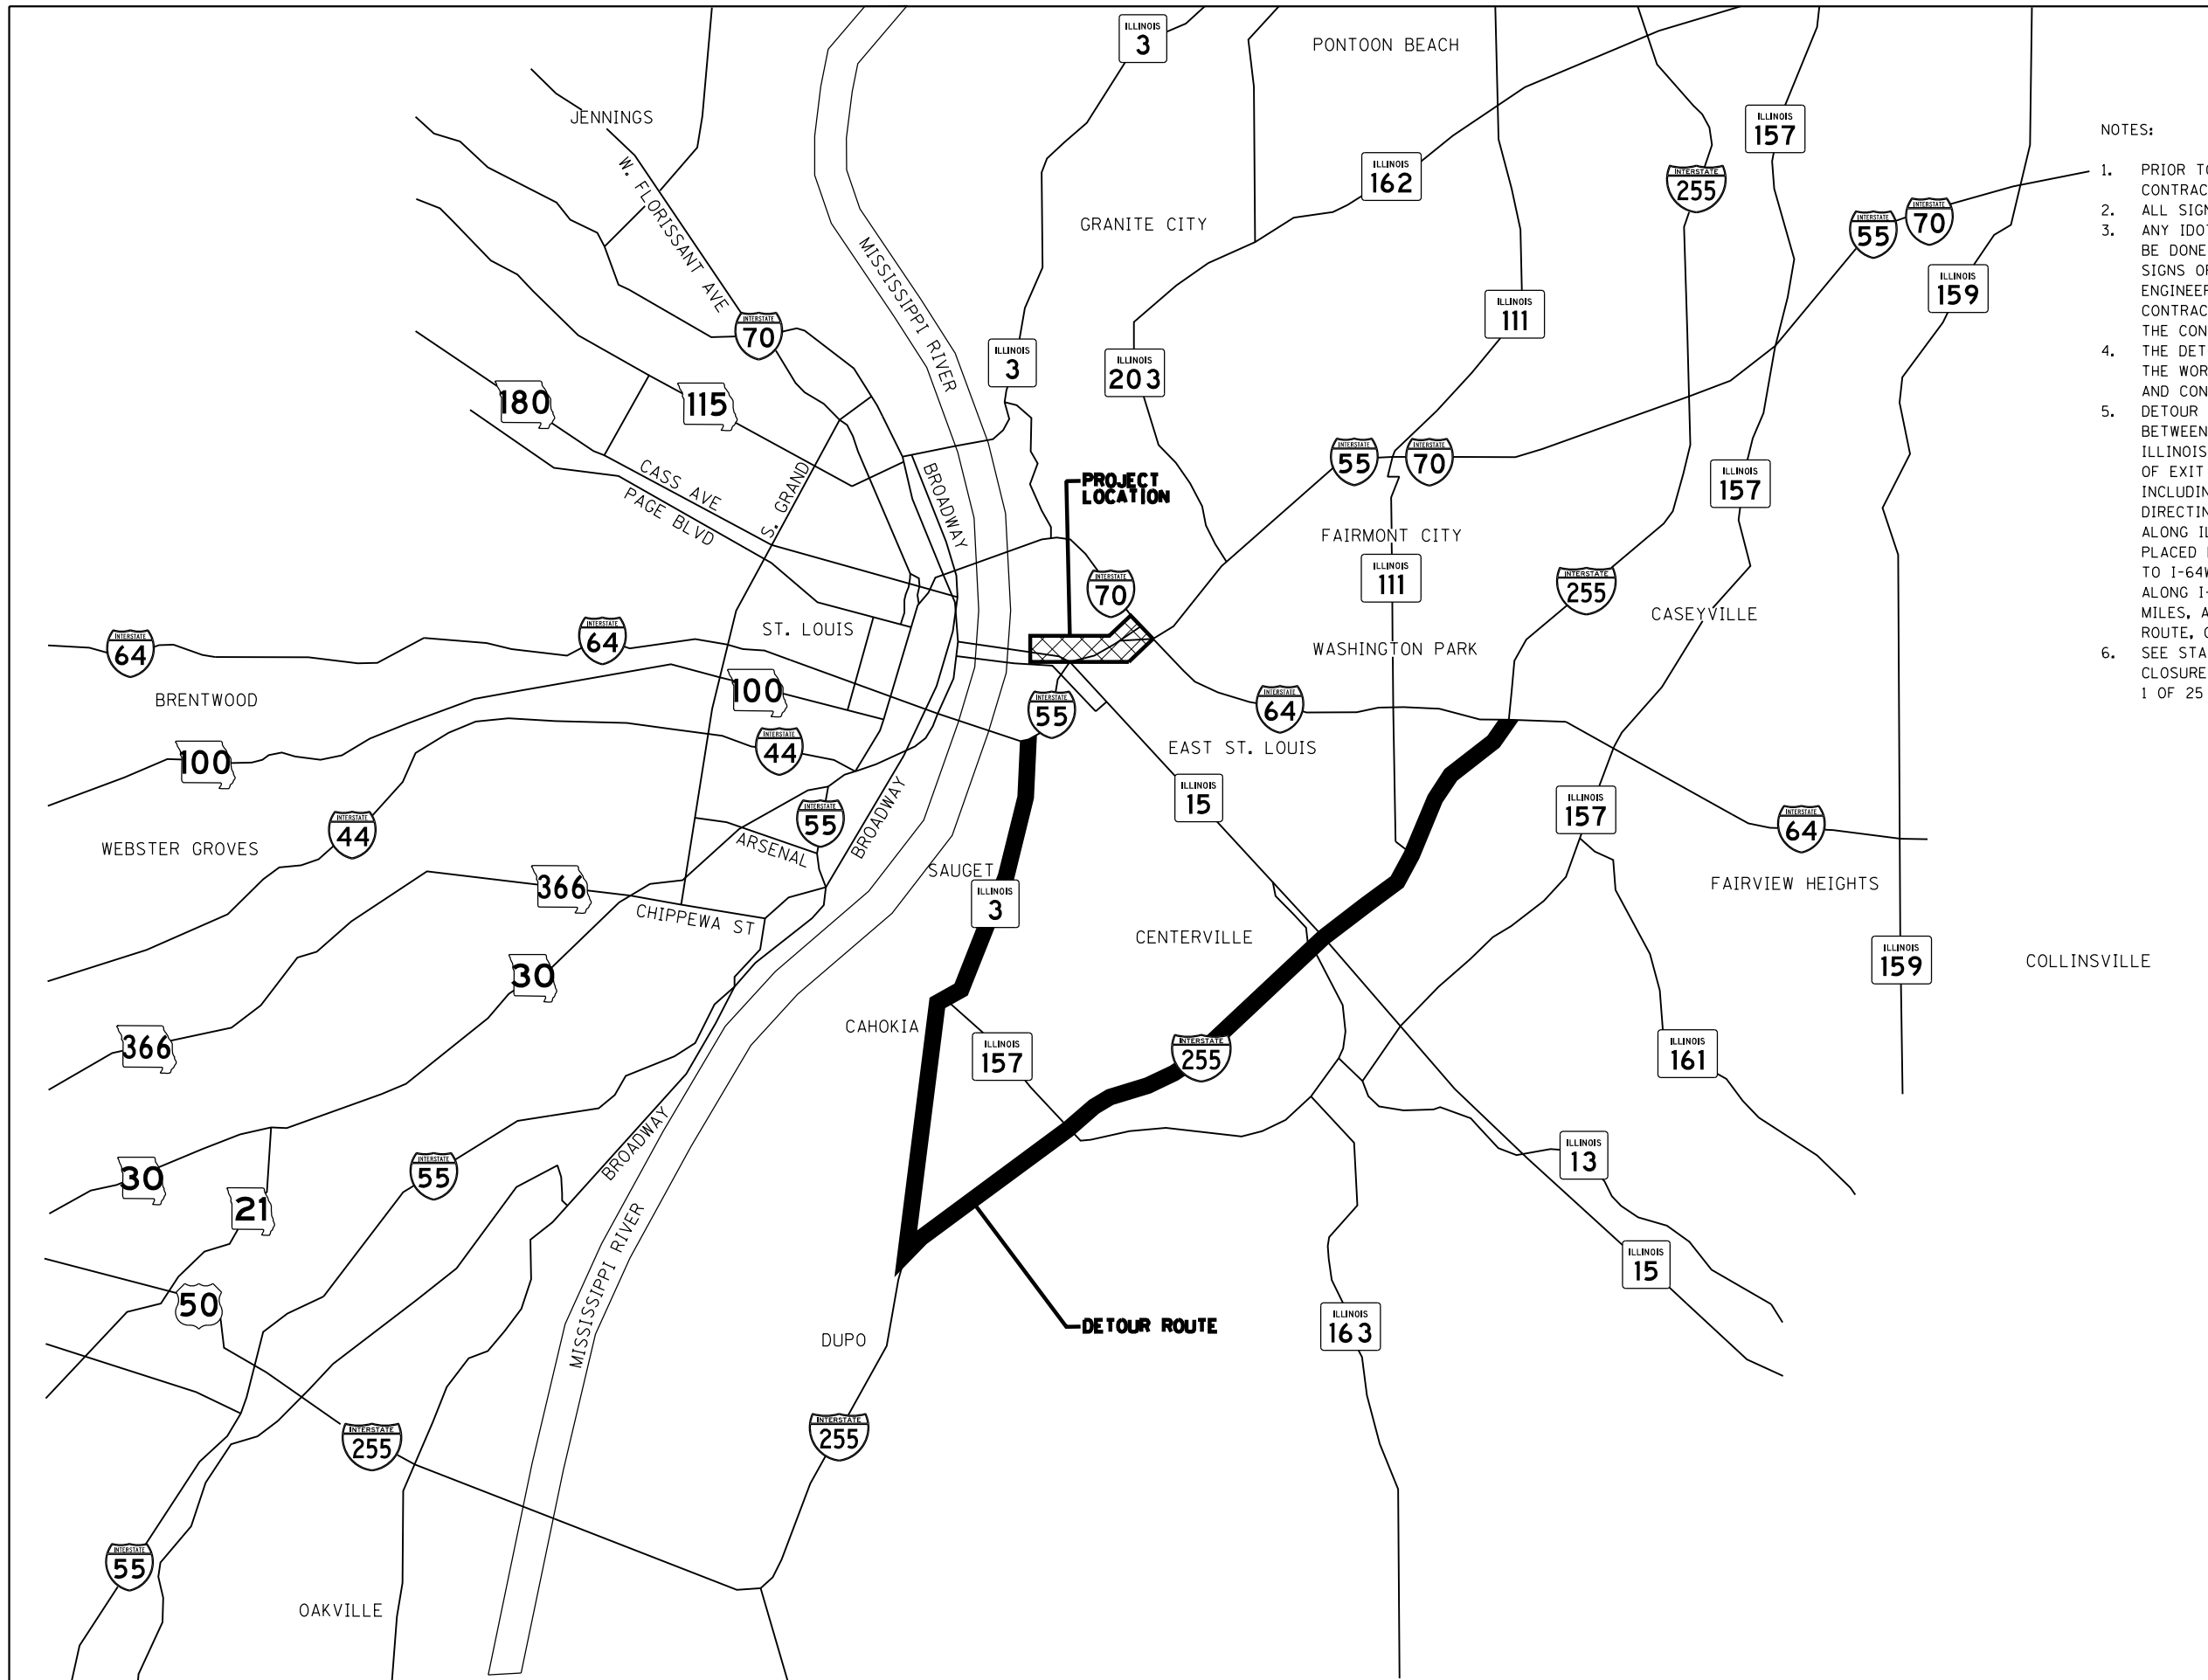 ILLINOIS 3
PONTOON BEACH
JENNINGS
ILLINOIS 157
W. FLORISSANT AVE
ILLINOIS 162
INTERSTATE 255
GRANITE CITY
INTERSTATE 55
INTERSTATE 70
MISSISSIPPI RIVER
ILLINOIS 159
ILLINOIS 111
INTERSTATE 70
ILLINOIS 3
ILLINOIS 203
180
115
INTERSTATE 55
INTERSTATE 70
CASS AVE
PAGE BLVD
S. GRAND
BROADWAY
PROJECT
LOCATION
ILLINOIS 157
FAIRMONT CITY
ILLINOIS 111
INTERSTATE 70
INTERSTATE 255
CASEYVILLE
ST. LOUIS
INTERSTATE 64
INTERSTATE 64
WASHINGTON PARK
BRENTWOOD
100
INTERSTATE 55
INTERSTATE 64
100
INTERSTATE 44
EAST ST. LOUIS
ILLINOIS 15
ILLINOIS 157
INTERSTATE 64
INTERSTATE 44
WEBSTER GROVES
INTERSTATE 55
ARSENAL
BROADWAY
SAUGET
366
CHIPPEWA ST
ILLINOIS 3
FAIRVIEW HEIGHTS
CENTERVILLE
ILLINOIS 159
COLLINSVILLE
30
CAHOKIA
366
ILLINOIS 157
INTERSTATE 255
ILLINOIS 161
BROADWAY
30
INTERSTATE 55
ILLINOIS 13
21
MISSISSIPPI RIVER
50
ILLINOIS 15
DETOUR ROUTE
DUPO
ILLINOIS 163
INTERSTATE 255
INTERSTATE 255
INTERSTATE 55
OAKVILLE
NOTES:
1. PRIOR TO
CONTRAC
2. ALL SIGN
3. ANY IDOT
BE DONE
SIGNS OR
ENGINEER
CONTRAC
THE CON
4. THE DET
THE WOR
AND CON
5. DETOUR
BETWEEN
ILLINOIS
OF EXIT
INCLUDIN
DIRECTIN
ALONG IL
PLACED
TO I-64W
ALONG I-
MILES, A
ROUTE,
6. SEE STA
CLOSURE
1 OF 25